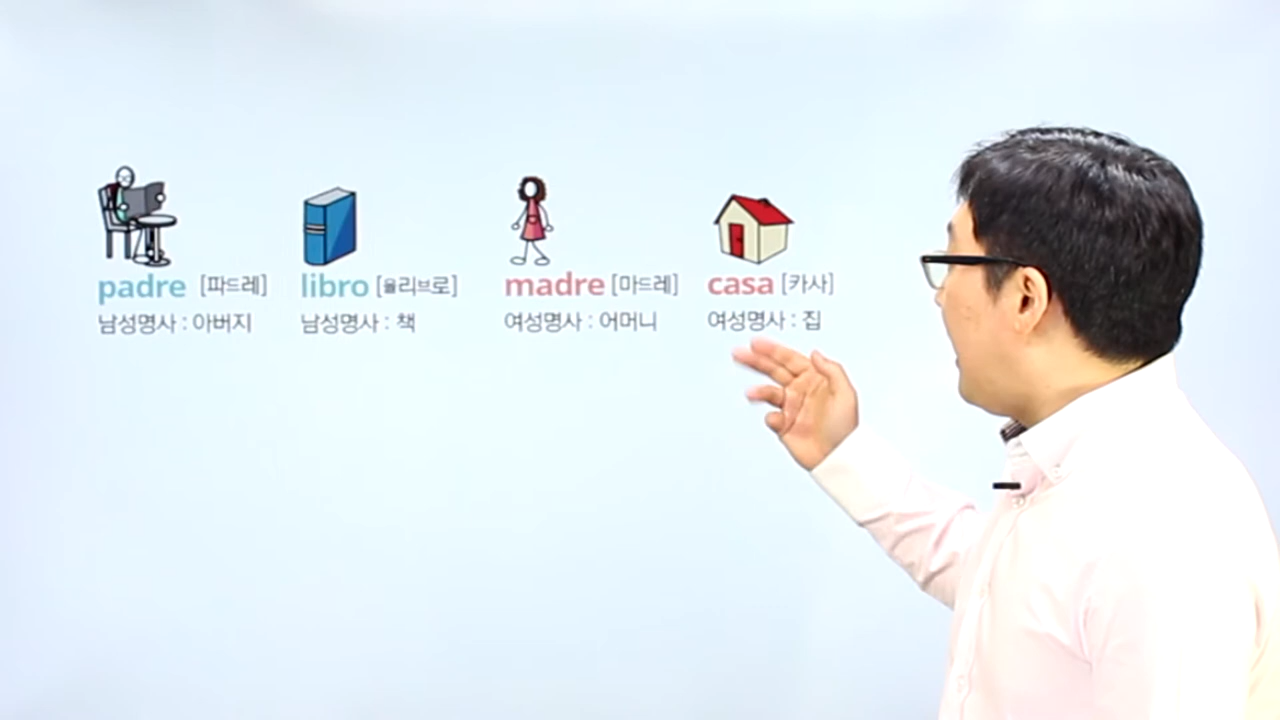 padre [파드레]
남성명사 : 아버지
libro [을리브로]
남성명사 : 책
madre [마드레]
여성명사 : 어머니
casa [카사]
여성명사 : 집